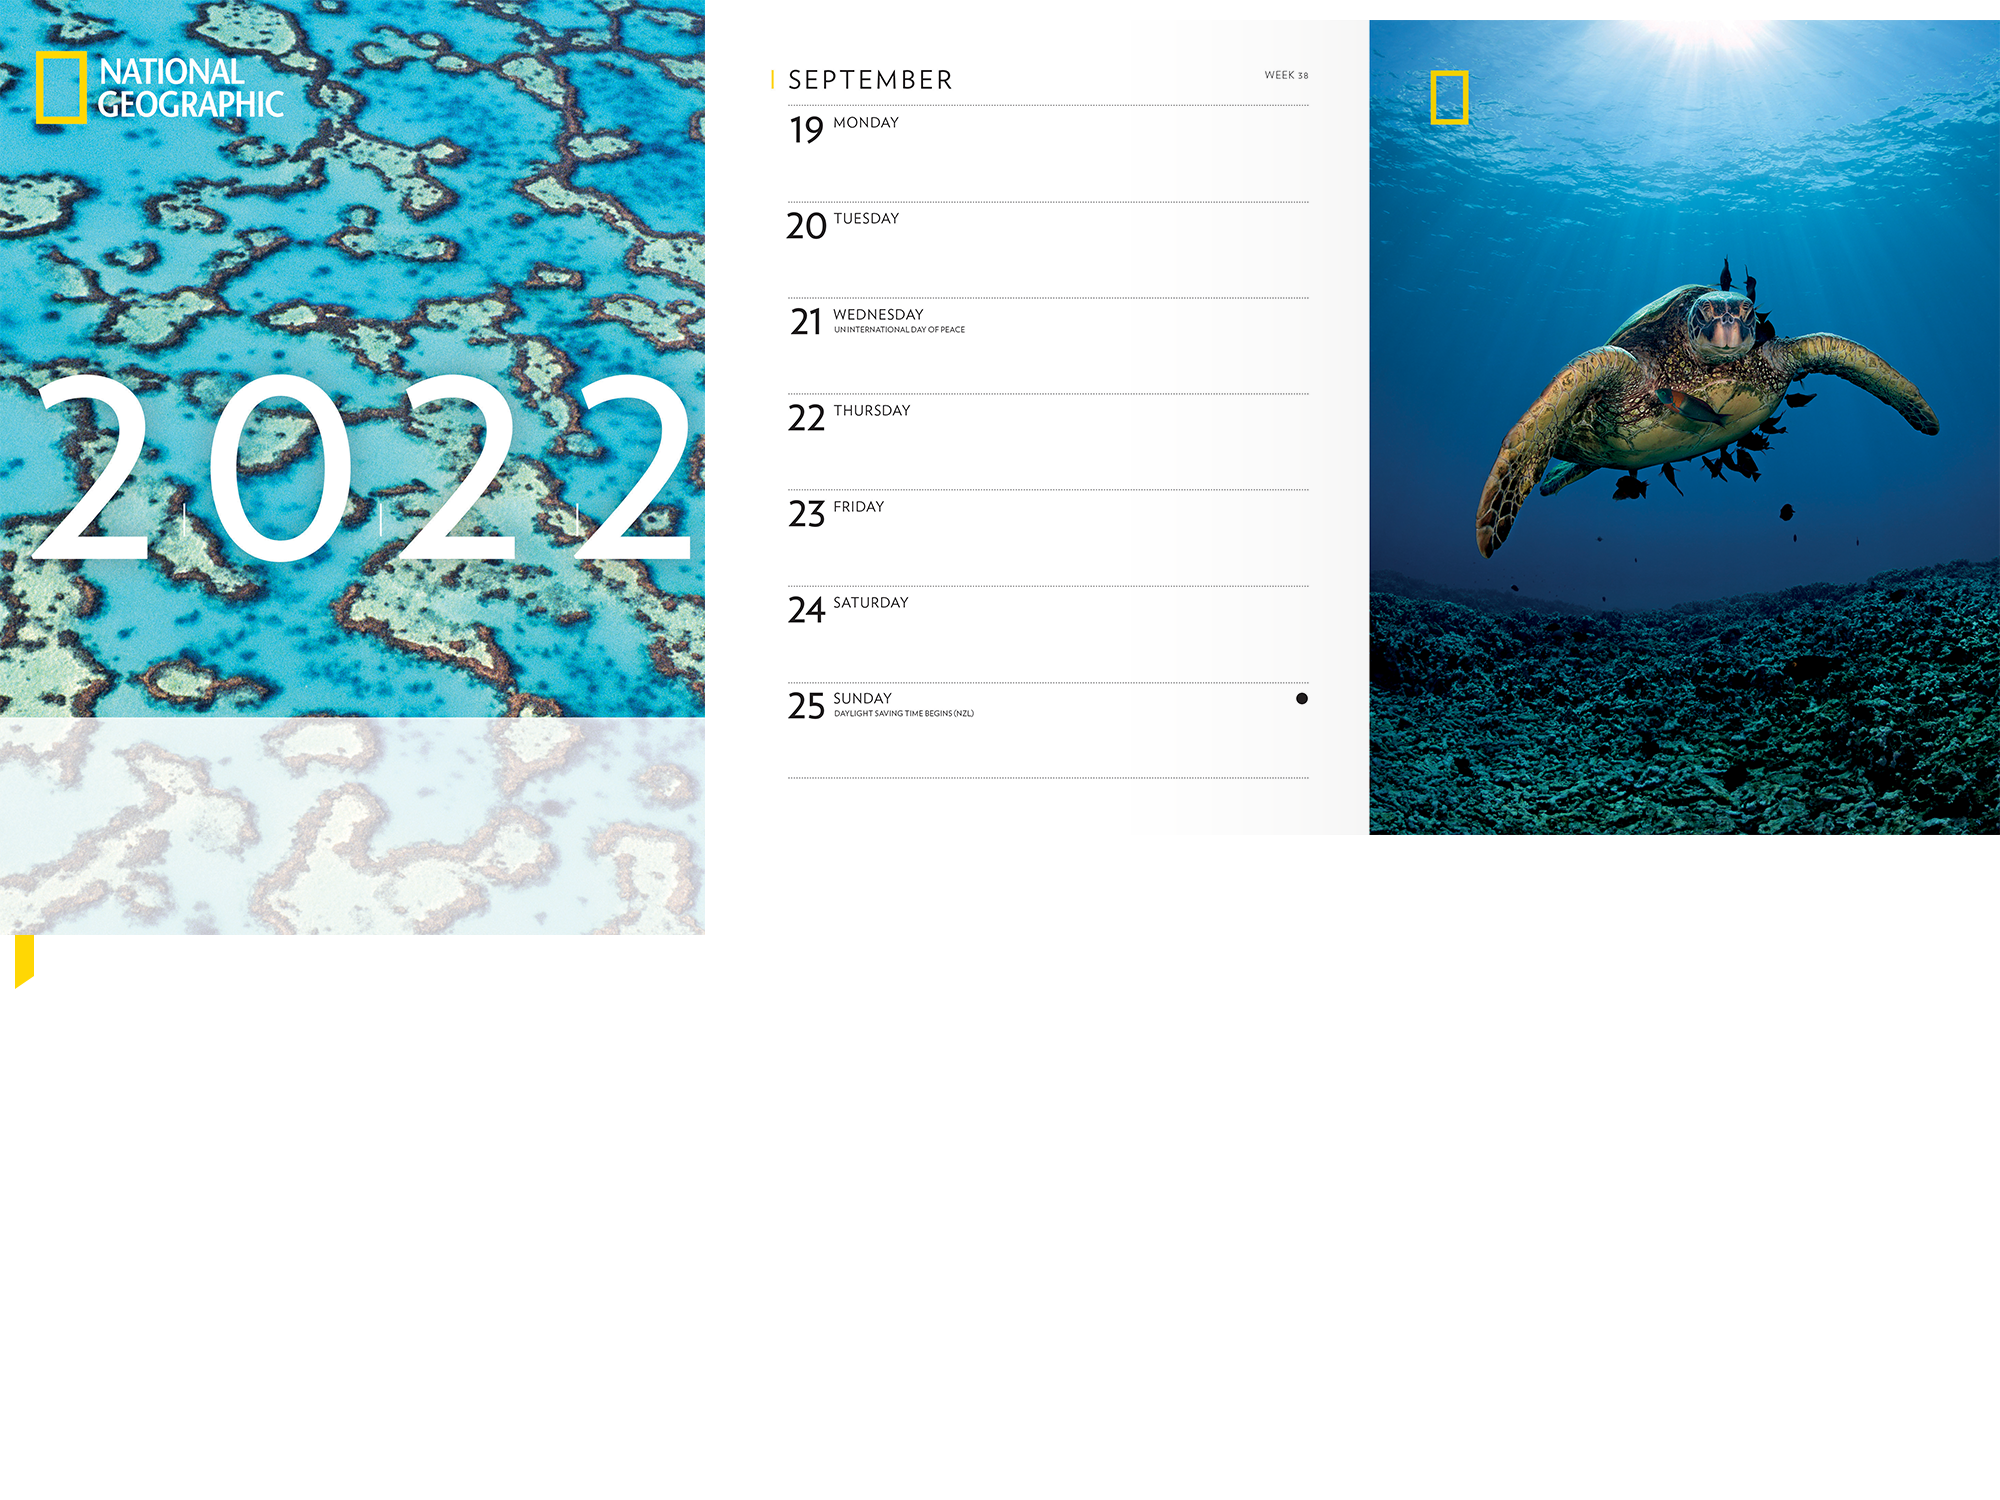 NATIONAL
GEOGRAPHIC
2022
SEPTEMBER
WEEK 38
19 MONDAY
20 TUESDAY
21 WEDNESDAY
UN INTERNATIONAL DAY OF PEACE
22 THURSDAY
23 FRIDAY
24 SATURDAY
25 SUNDAY
DAYLIGHT SAVING TIME BEGINS (NZL)